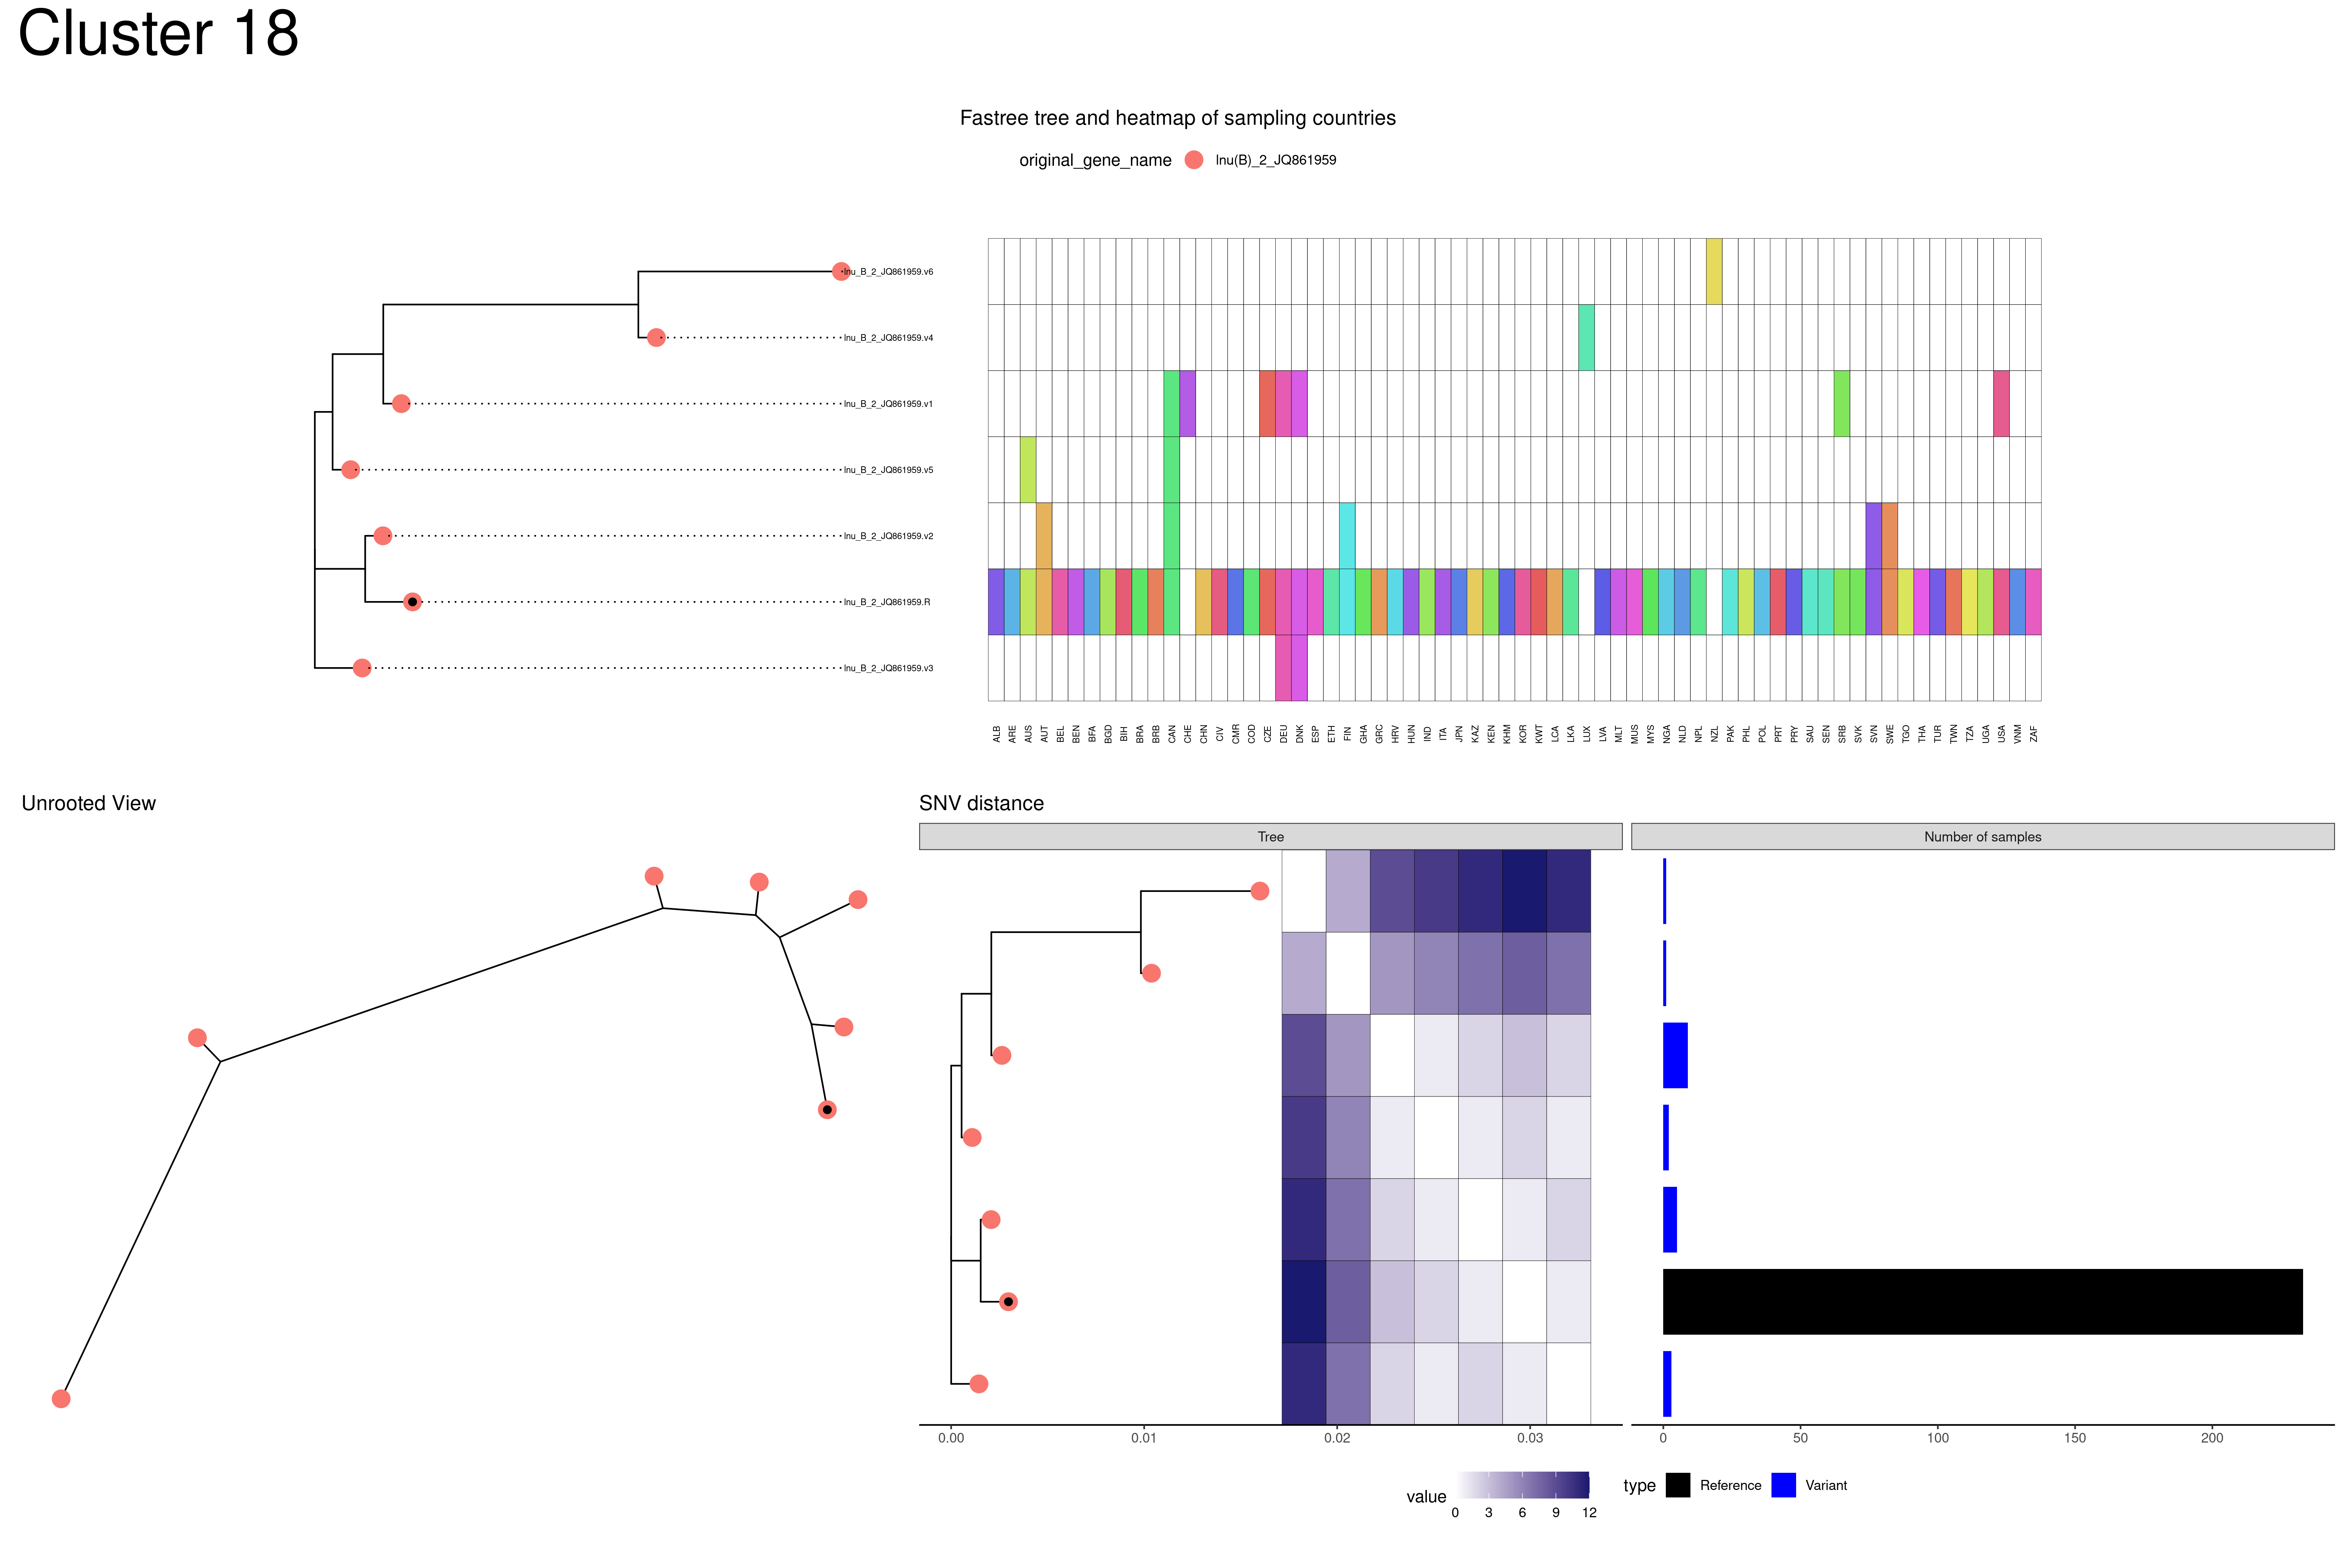 Cluster 18
Fastree tree and heatmap of sampling countries
original_gene_name lnu(B)_2_JQ861959
lnu_B_2_JQ861959.v6
lnu_B_2_JQ861959.v4
lnu_B_2_JQ861959.v1
lnu_B_2_JQ861959.v5
lnu_B_2_JQ861959.v2
lnu_B_2_JQ861959.R
lnu_B_2_JQ861959.v3
ALB ARE AUS AUT BEL BEN BFA BGD BIH BRA BRB CAN CHE CHN CIV CMR COD CZE DEU DNK ESP ETH FIN GHA GRC HRV HUN IND ITA JPN KAZ KEN KHM KOR KWT LCA LKA LUX LVA MLT MUS MYS NGA NLD NPL NZL PAK PHL POL PRT PRY SAU SEN SRB SVK SVN SWE TGO THA TUR TWN TZA UGA USA VNM ZAF
Unrooted View
SNV distance
Tree
Number of samples
0.00 0.01 0.02 0.03
0 50 100 150 200
value
0 3 6 9 12
type Reference Variant